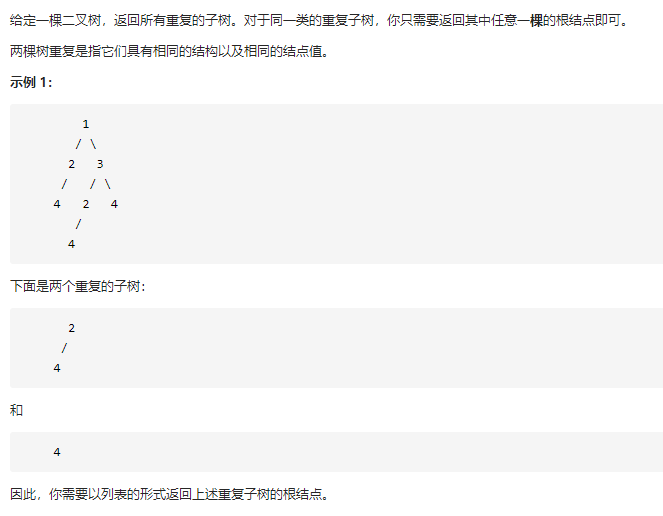 给定一棵二叉树，返回所有重复的子树。对于同一类的重复子树，你只需要返回其中任意一棵的根结点即可。
两棵树重复是指它们具有相同的结构以及相同的结点值。
示例 1：
1
/ \
2 3
/ / \
4 2 4
/
4
下面是两个重复的子树：
2
/
4
和
4
因此，你需要以列表的形式返回上述重复子树的根结点。